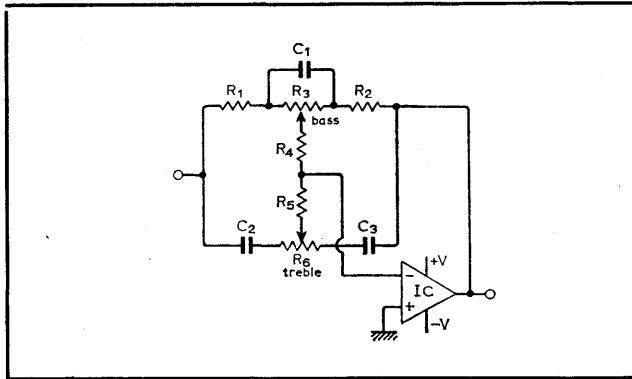 C1
R1 R3 R2
bass
R4
R5
C2 C3
R6
treble
+V
−
IC
+
−V